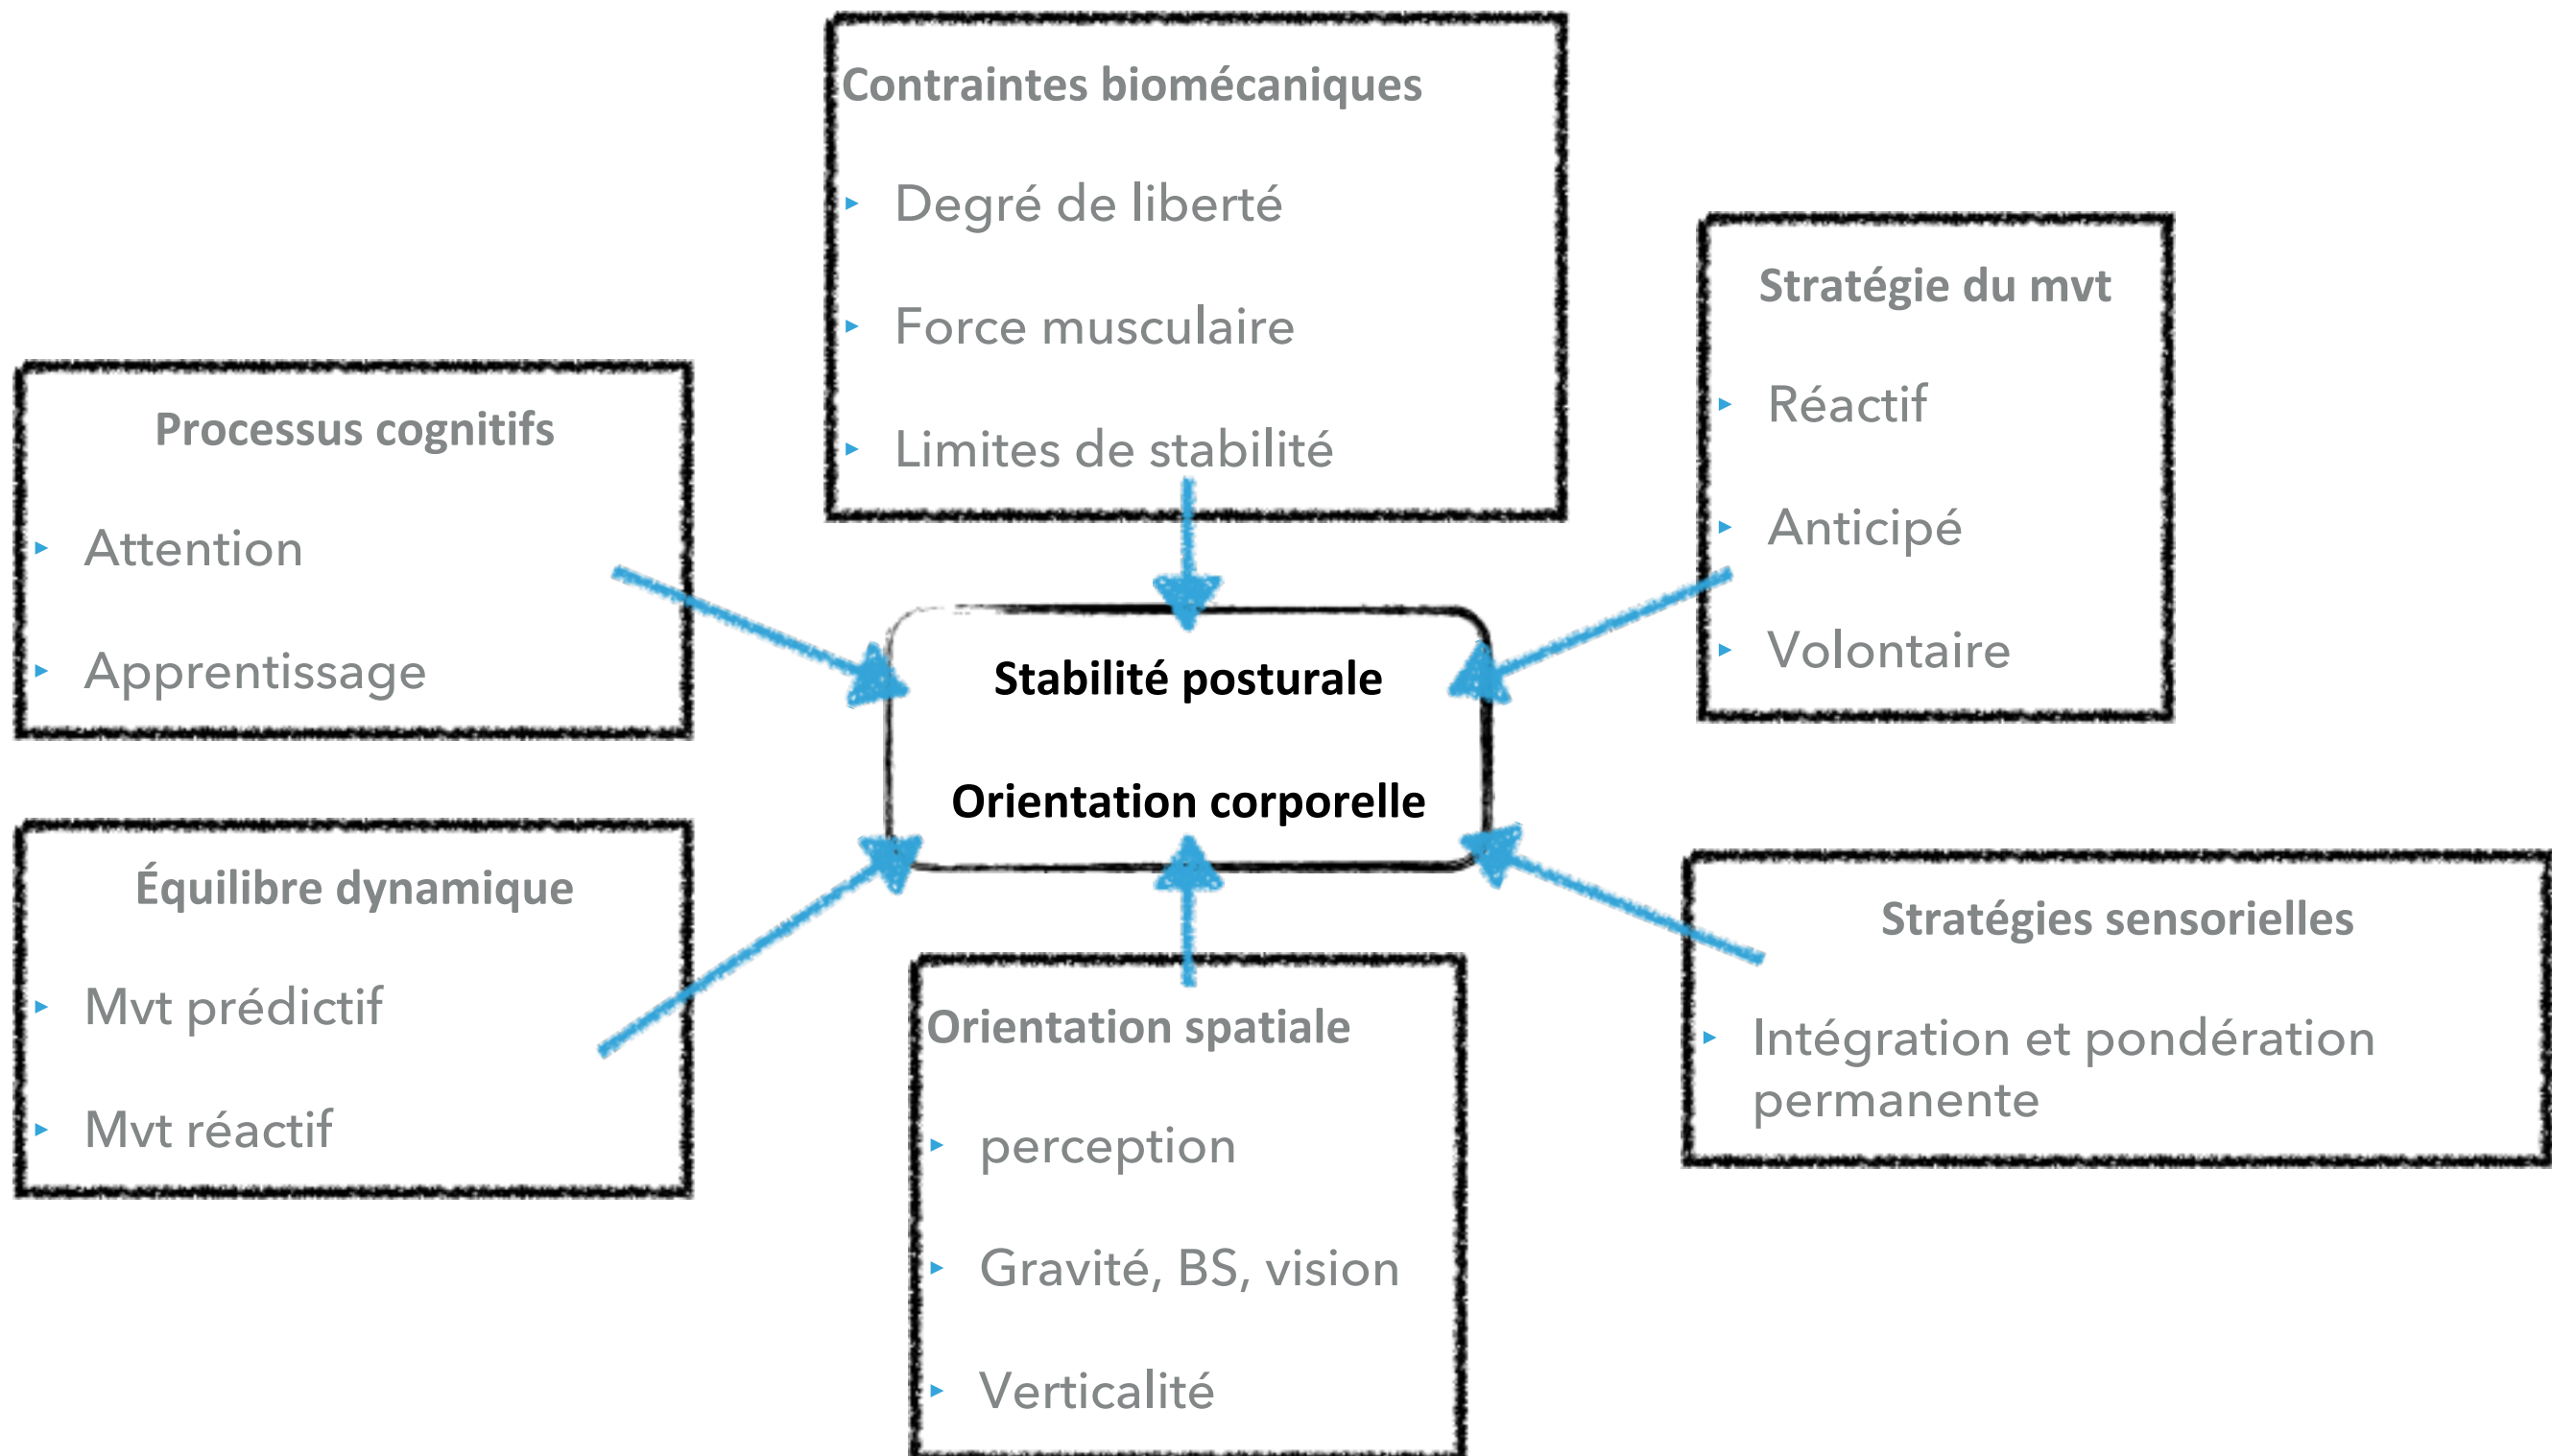 Contraintes biomécaniques
Degré de liberté
Force musculaire
Limites de stabilité
Stratégie du mvt
Réactif
Anticipé
Volontaire
Processus cognitifs
Attention
Apprentissage
Stabilité posturale
Orientation corporelle
Équilibre dynamique
Mvt prédictif
Mvt réactif
Orientation spatiale
perception
Gravité, BS, vision
Verticalité
Stratégies sensorielles
Intégration et pondération
permanente